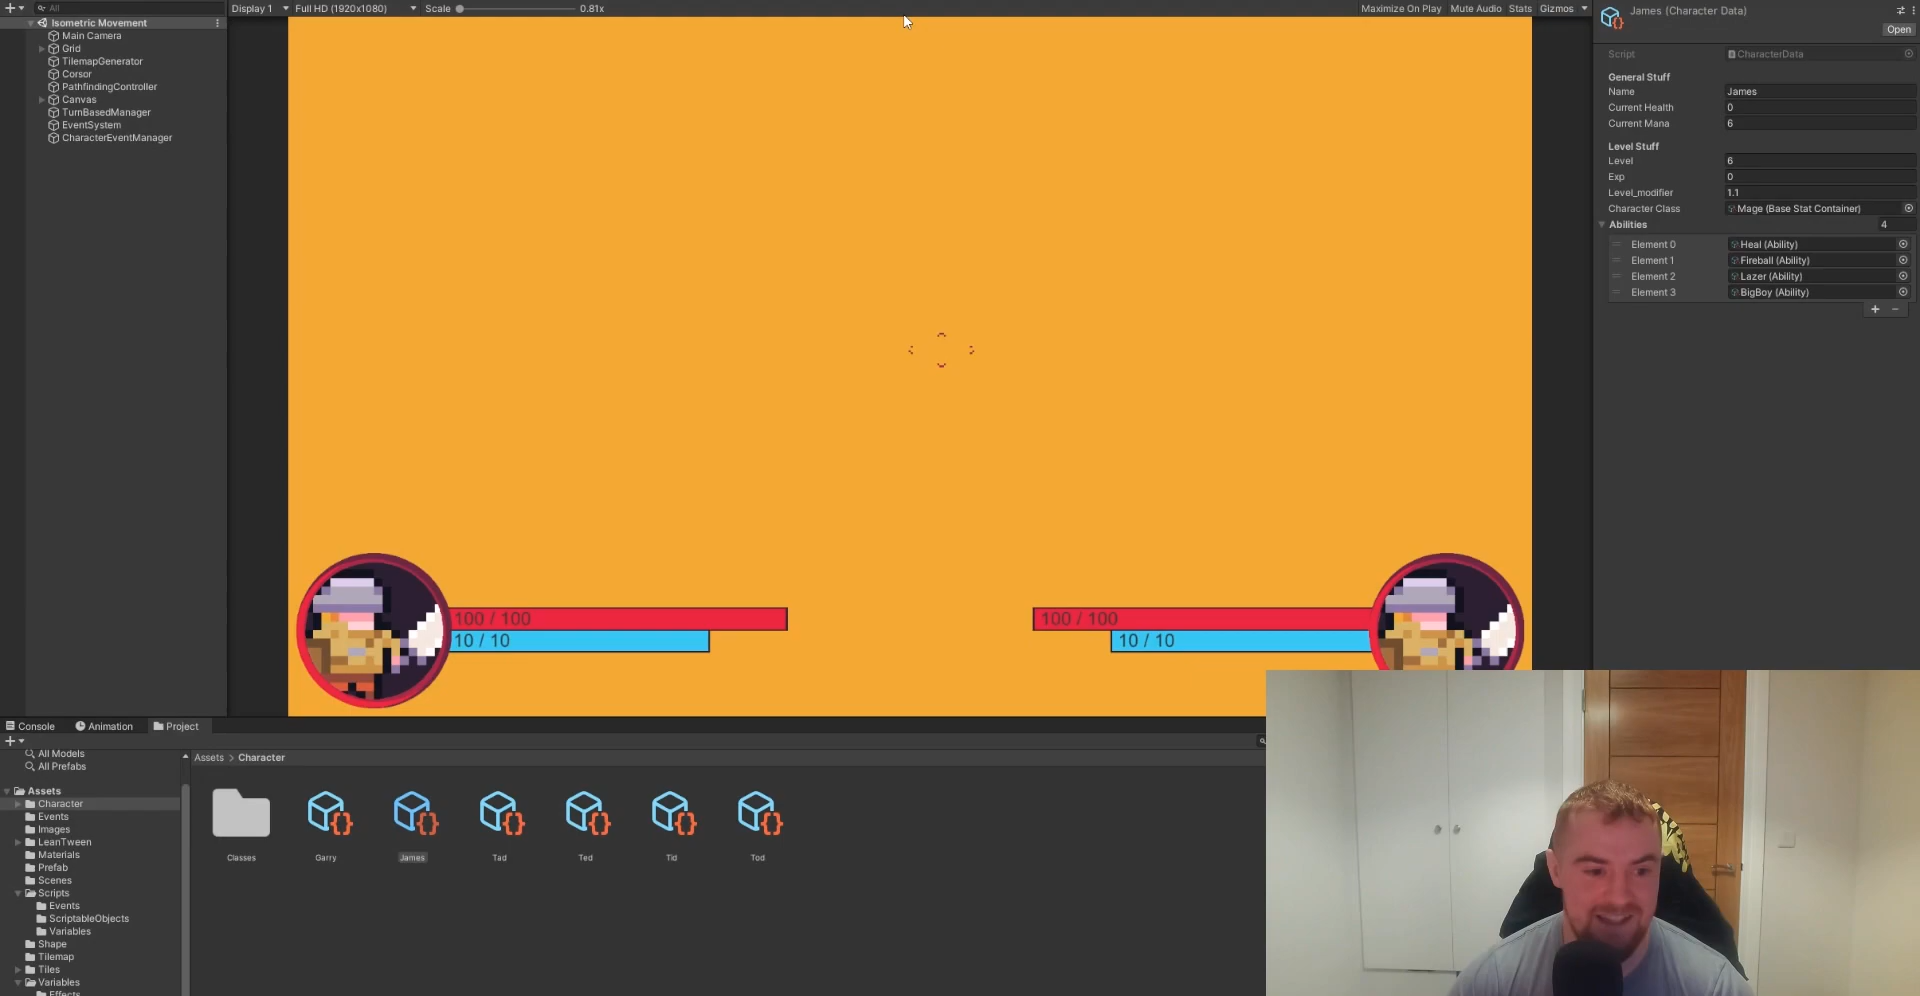 All
Display 1
Full HD (1920x1080)
Scale
0.81x
Maximize On Play
Mute Audio
Stats
Gizmos
Isometric Movement
Main Camera
Grid
TilemapGenerator
Corsor
PathfindingController
Canvas
TurnBasedManager
EventSystem
CharacterEventManager
100 / 100
10 / 10
100 / 100
10 / 10
James (Character Data)
Open
Script
CharacterData
General Stuff
Name
James
Current Health
0
Current Mana
6
Level Stuff
Level
6
Exp
0
Level_modifier
1.1
Character Class
Mage (Base Stat Container)
Abilities
4
Element 0
Heal (Ability)
Element 1
Fireball (Ability)
Element 2
Lazer (Ability)
Element 3
BigBoy (Ability)
Console
Animation
Project
All Models
All Prefabs
Assets
Character
Events
Images
LeanTween
Materials
Prefab
Scenes
Scripts
Events
ScriptableObjects
Variables
Shape
Tilemap
Tiles
Variables
Effects
Assets > Character
Classes
Garry
James
Tad
Ted
Tid
Tod